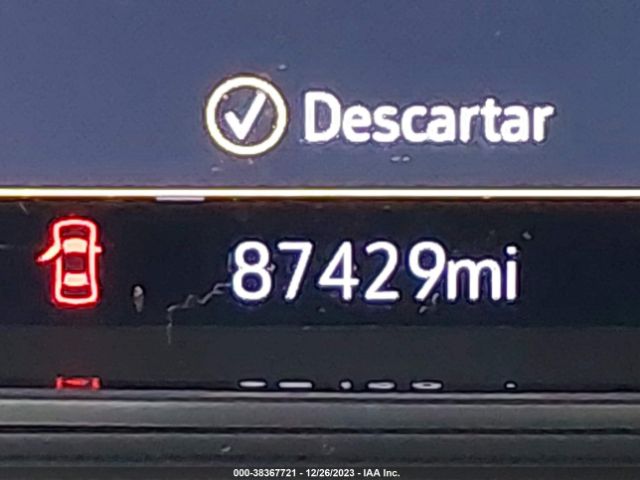 Descartar
87429mi
000-38367721 - 12/26/2023 - IAA Inc.